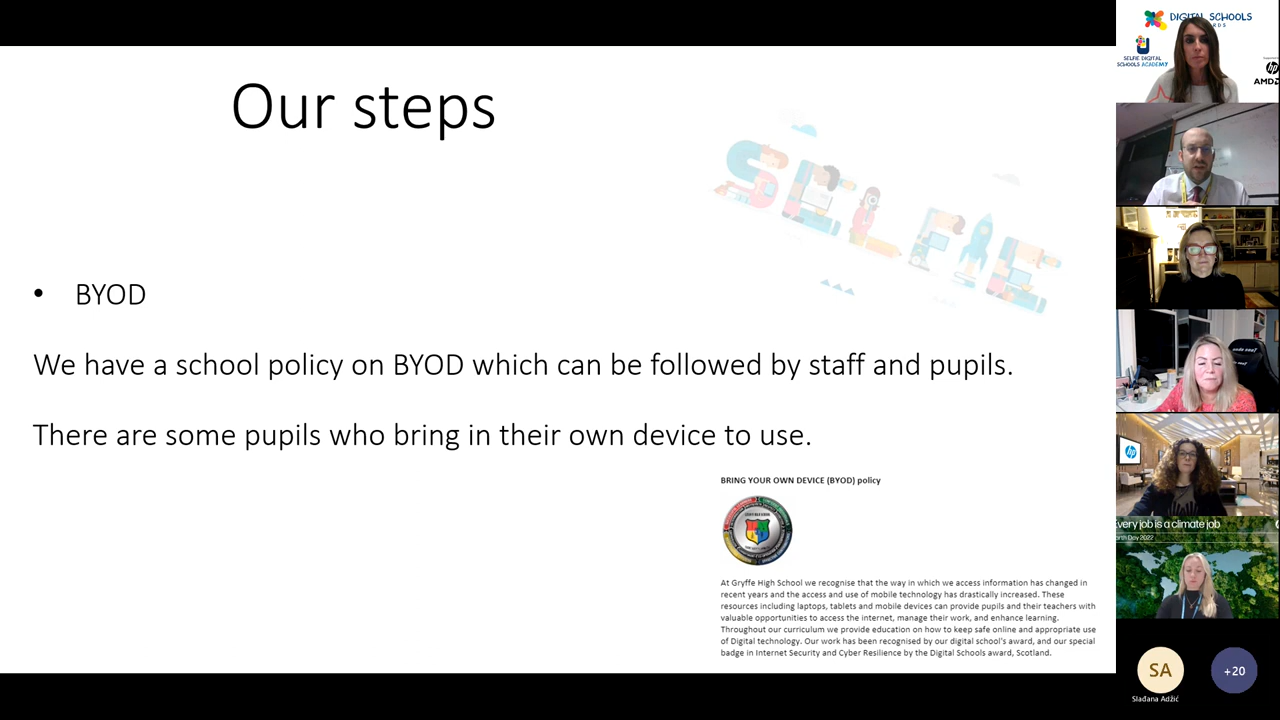 Our steps
SELFIE
• BYOD
We have a school policy on BYOD which can be followed by staff and pupils.
There are some pupils who bring in their own device to use.
BRING YOUR OWN DEVICE (BYOD) policy
At Gryffe High School we recognise that the way in which we access information has changed in
recent years and the access and use of mobile technology has drastically increased. These
resources including laptops, tablets and mobile devices can provide pupils and their teachers with
valuable opportunities to access the internet, manage their work, and enhance learning.
Throughout our curriculum we provide education on how to keep safe online and appropriate use
of Digital technology. Our work has been recognised by our digital school's award, and our special
badge in Internet Security and Cyber Resilience by the Digital Schools award, Scotland.
DIGITAL SCHOOLS
SELFIE DIGITAL
SCHOOLS ACADEMY
hp
AMD
hp
every job is a climate job
Day 2022
SA
+20
Slađana Adžić